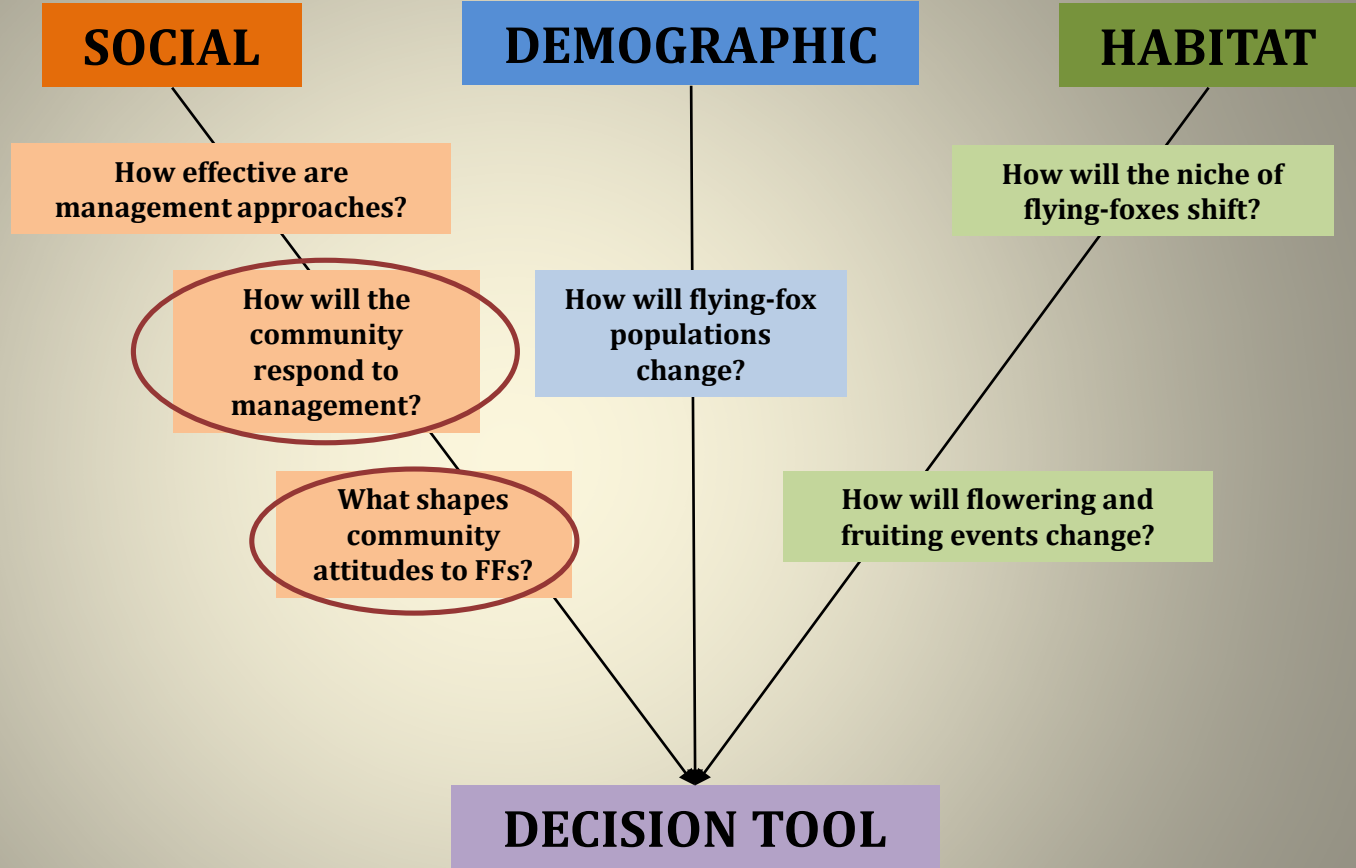 SOCIAL
DEMOGRAPHIC
HABITAT
How effective are
management approaches?
How will the niche of
flying-foxes shift?
How will the
community
respond to
management?
How will flying-fox
populations
change?
What shapes
community
attitudes to FFs?
How will flowering and
fruiting events change?
DECISION TOOL